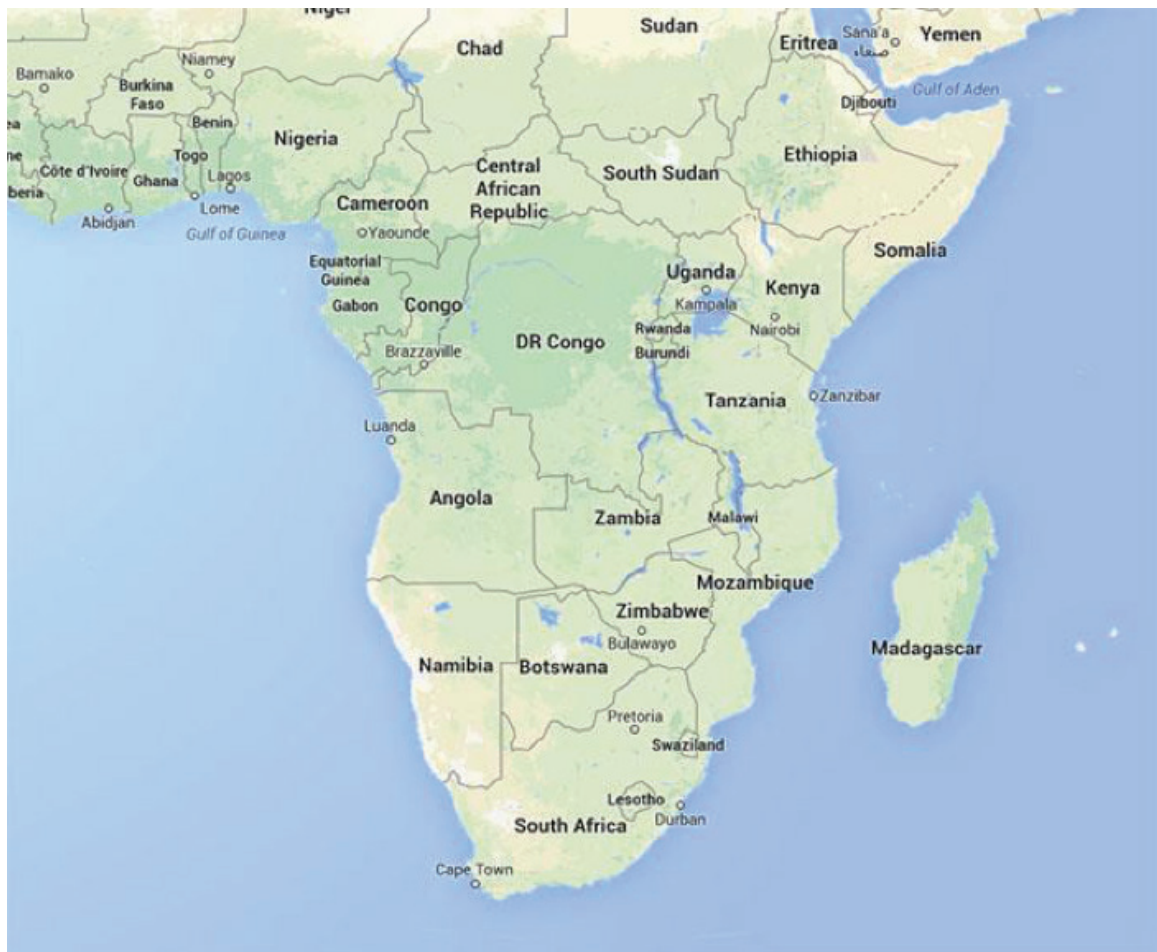 Niger
Sudan
Chad
Eritrea
Sana'a
صنعاء
Yemen
Niamey
Bamako
Burkina
Faso
Gulf of Aden
Djibouti
ea
Benin
Nigeria
ne
Togo
Ethiopia
Côte d'Ivoire
Ghana
Lagos
Central
African
Republic
South Sudan
beria
Lome
Abidjan
Cameroon
Gulf of Guinea
Yaounde
Somalia
Equatorial
Guinea
Uganda
Kenya
Gabon
Congo
Kampala
Rwanda
Nairobi
DR Congo
Brazzaville
Burundi
Tanzania
Zanzibar
Luanda
Angola
Zambia
Malawi
Mozambique
Zimbabwe
Bulawayo
Madagascar
Namibia
Botswana
Pretoria
Swaziland
Lesotho
South Africa
Durban
Cape Town